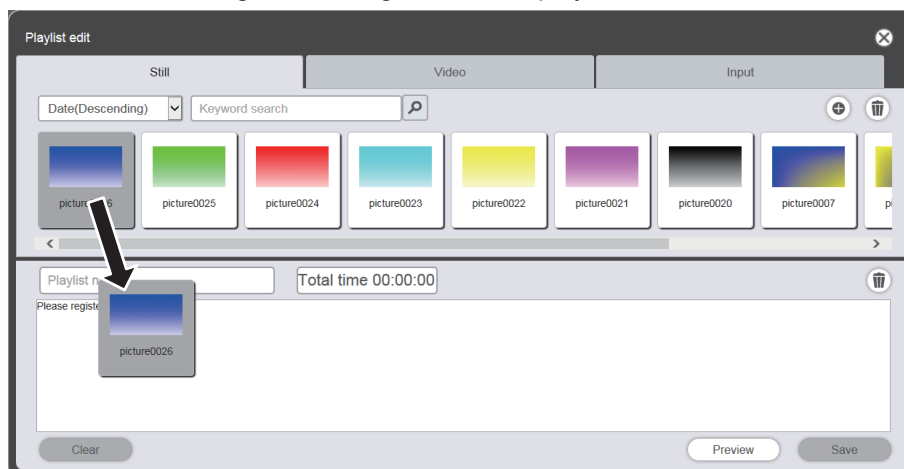 Playlist edit
Still Video Input
Date(Descending) Keyword search
picture0025 picture0024 picture0023 picture0022 picture0021 picture0020 picture0007
Total time 00:00:00
Please
picture0026
Clear Preview Save